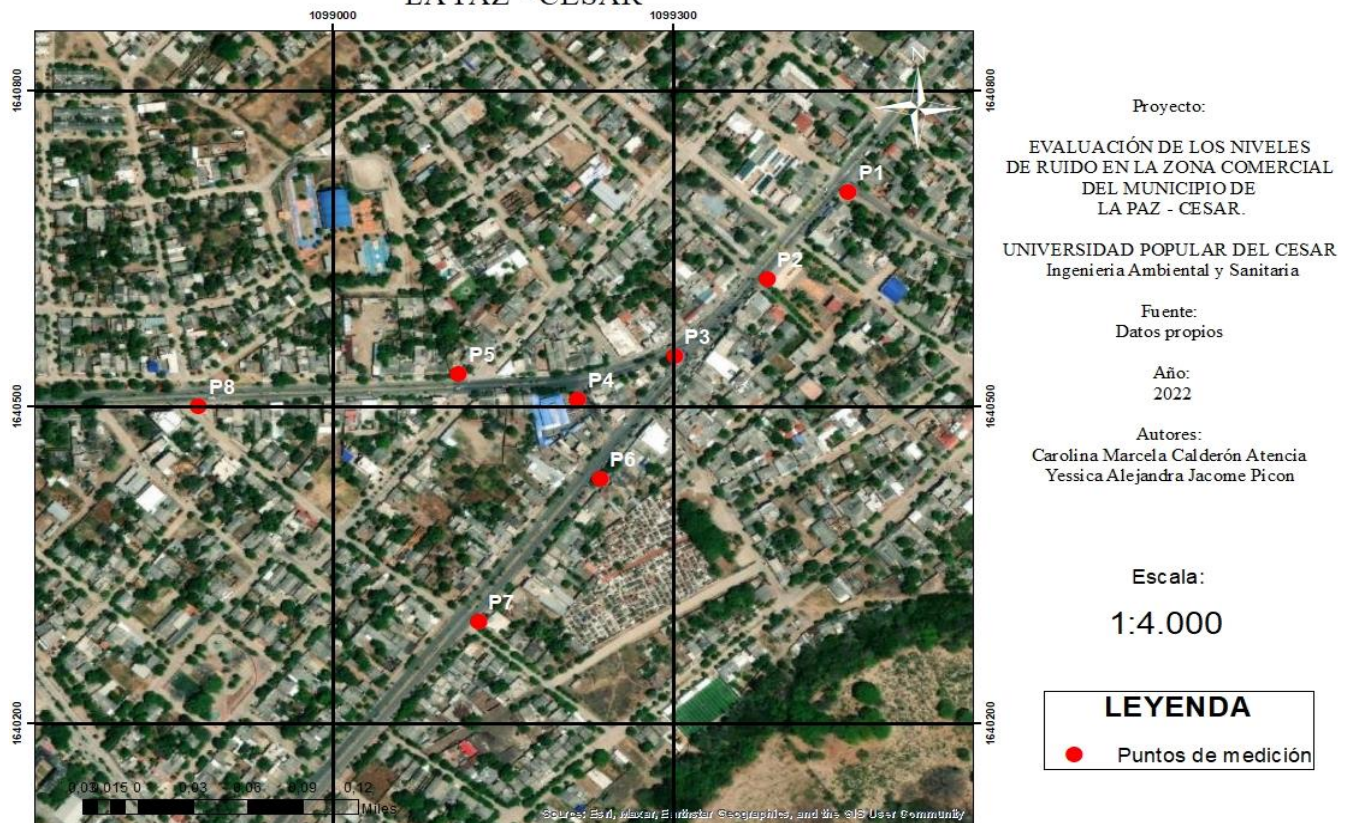 LA PAZ - CESAR
1099000
1099300
1640800
1640800
N
P1
P2
P3
P5
P4
P8
1640500
1640500
P6
P7
1640200
1640200
0,03 0,015 0 0,03 0,06 0,09 0,12
Miles
Source: Esri, Maxar, Earthstar Geographics, and the GIS User Community
Proyecto:
EVALUACIÓN DE LOS NIVELES
DE RUIDO EN LA ZONA COMERCIAL
DEL MUNICIPIO DE
LA PAZ - CESAR.
UNIVERSIDAD POPULAR DEL CESAR
Ingenieria Ambiental y Sanitaria
Fuente:
Datos propios
Año:
2022
Autores:
Carolina Marcela Calderón Atencia
Yessica Alejandra Jacome Picon
Escala:
1:4.000
LEYENDA
Puntos de medición